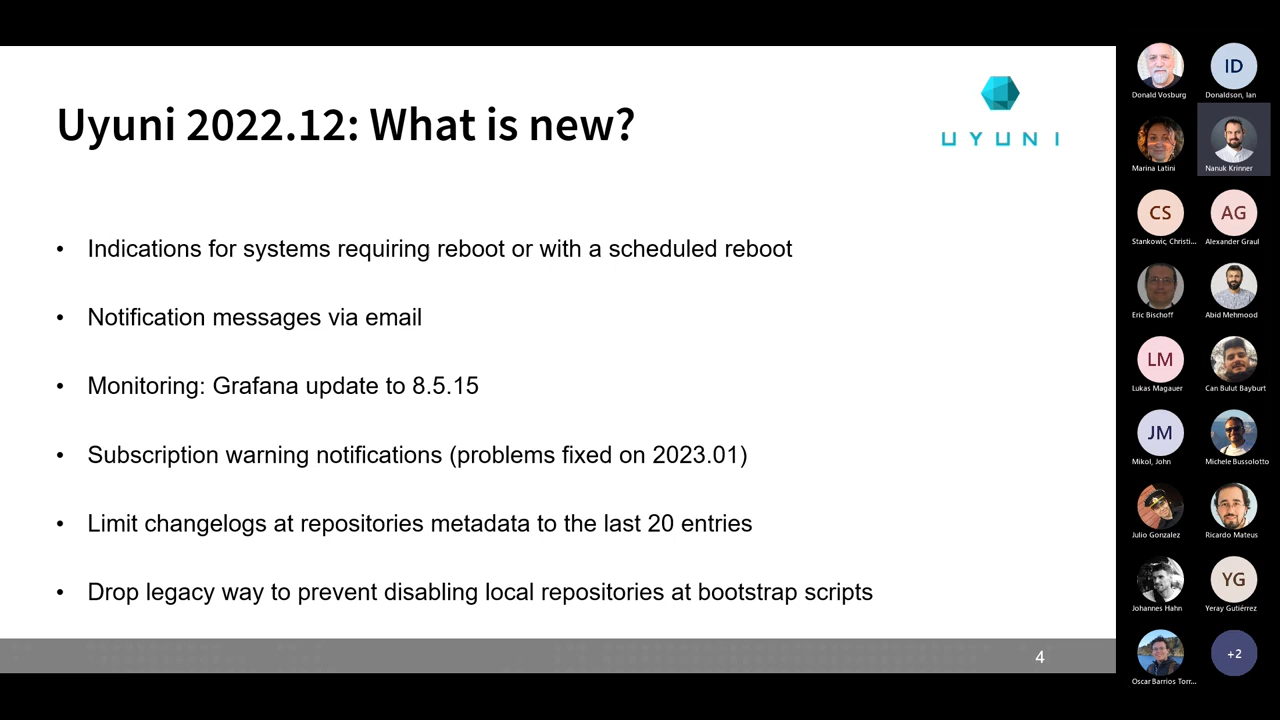 Uyuni 2022.12: What is new?
UYUNI
• Indications for systems requiring reboot or with a scheduled reboot
• Notification messages via email
• Monitoring: Grafana update to 8.5.15
• Subscription warning notifications (problems fixed on 2023.01)
• Limit changelogs at repositories metadata to the last 20 entries
• Drop legacy way to prevent disabling local repositories at bootstrap scripts
4
Donald Vosburg
ID
Donaldson, Ian
Marina Latini
Nanuk Krinner
CS
Stankowic, Christi...
AG
Alexander Graul
Eric Bischoff
Abid Mehmood
LM
Lukas Magauer
Can Bulut Bayburt
JM
Mikol, John
Michele Bussolotto
Julio Gonzalez
Ricardo Mateus
Johannes Hahn
YG
Yeray Gutiérrez
Oscar Barrios Torr...
+2